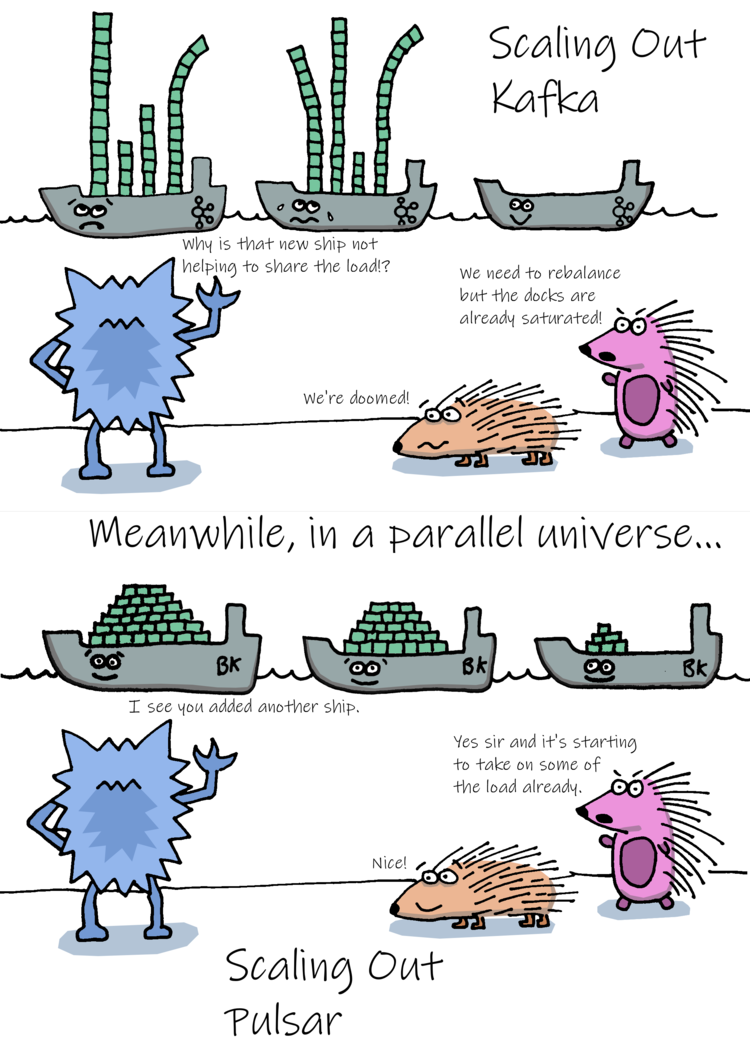 Scaling Out
Kafka
Why is that new ship not
helping to share the load!?
We need to rebalance
but the docks are
already saturated!
We're doomed!
Meanwhile, in a parallel universe...
BK
BK
BK
I see you added another ship.
Yes sir and it's starting
to take on some of
the load already.
Nice!
Scaling Out
Pulsar